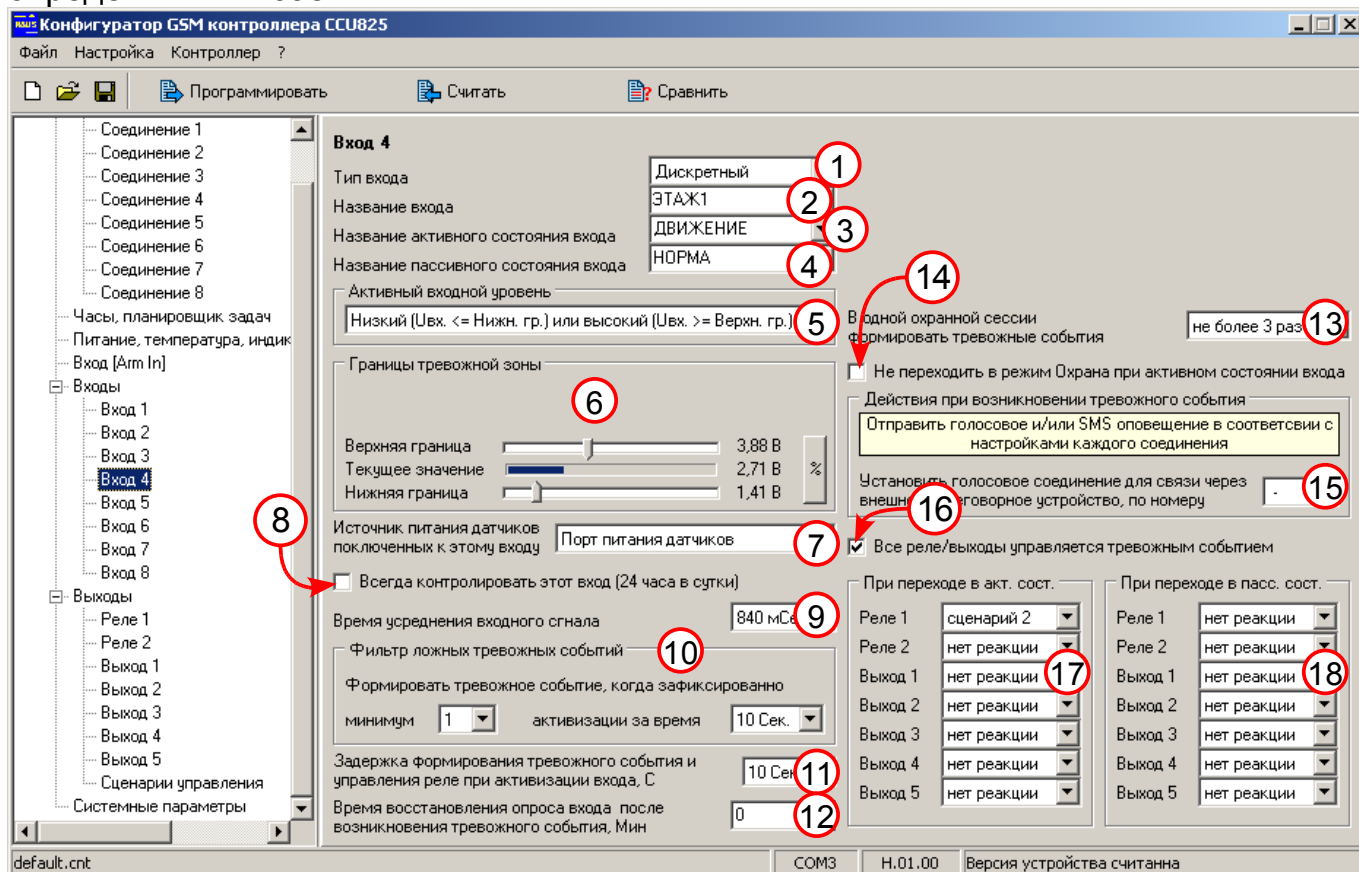 Конфигуратор GSM контроллера CCU825
Файл Настройка Контроллер ?
Программировать Считать Сравнить
Соединение 1
Соединение 2
Соединение 3
Соединение 4
Соединение 5
Соединение 6
Соединение 7
Соединение 8
Часы, планировщик задач
Питание, температура, индик
Вход [Arm In]
Входы
Вход 1
Вход 2
Вход 3
Вход 4
Вход 5
Вход 6
Вход 7
Вход 8
Выходы
Реле 1
Реле 2
Выход 1
Выход 2
Выход 3
Выход 4
Выход 5
Сценарии управления
Системные параметры
Вход 4
Тип входа Дискретный 1
Название входа ЭТАЖ1 2
Название активного состояния входа ДВИЖЕНИЕ 3
Название пассивного состояния входа НОРМА 4
Активный входной уровень
Низкий (Uвх. <= Нижн. гр.) или высокий (Uвх. >= Верхн. гр.) 5
Границы тревожной зоны
6
Верхняя граница 3,88 В
Текущее значение 2,71 В %
Нижняя граница 1,41 В
8
Источник питания датчиков
поключенных к этому входу Порт питания датчиков 7
Всегда контролировать этот вход (24 часа в сутки)
Время усреднения входного сгнала 840 9
Фильтр ложных тревожных событий 10
Формировать тревожное событие, когда зафиксированно
минимум 1 активизации за время 10 Сек.
Задержка формирования тревожного события и
управления реле при активизации входа, С 10 11
Время восстановления опроса входа после
возникновения тревожного события, Мин 0 12
14
В одной охранной сессии
формировать тревожные события не более 3 раз 13
Не переходить в режим Охрана при активном состоянии входа
Действия при возникновении тревожного события
Отправить голосовое и/или SMS оповещение в соответсвии с
настройками каждого соединения
Установить голосовое соединение для связи через
устройство, по номеру - 15
16
Все реле/выходы управляется тревожным событием
При переходе в акт. сост.
Реле 1 сценарий 2
Реле 2 нет реакции
Выход 1 нет реакции 17
Выход 2 нет реакции
Выход 3 нет реакции
Выход 4 нет реакции
Выход 5 нет реакции
При переходе в пасс. сост.
Реле 1 нет реакции
Реле 2 нет реакции
Выход 1 нет реакции 18
Выход 2 нет реакции
Выход 3 нет реакции
Выход 4 нет реакции
Выход 5 нет реакции
default.cnt COM3 H.01.00 Версия устройства считанна